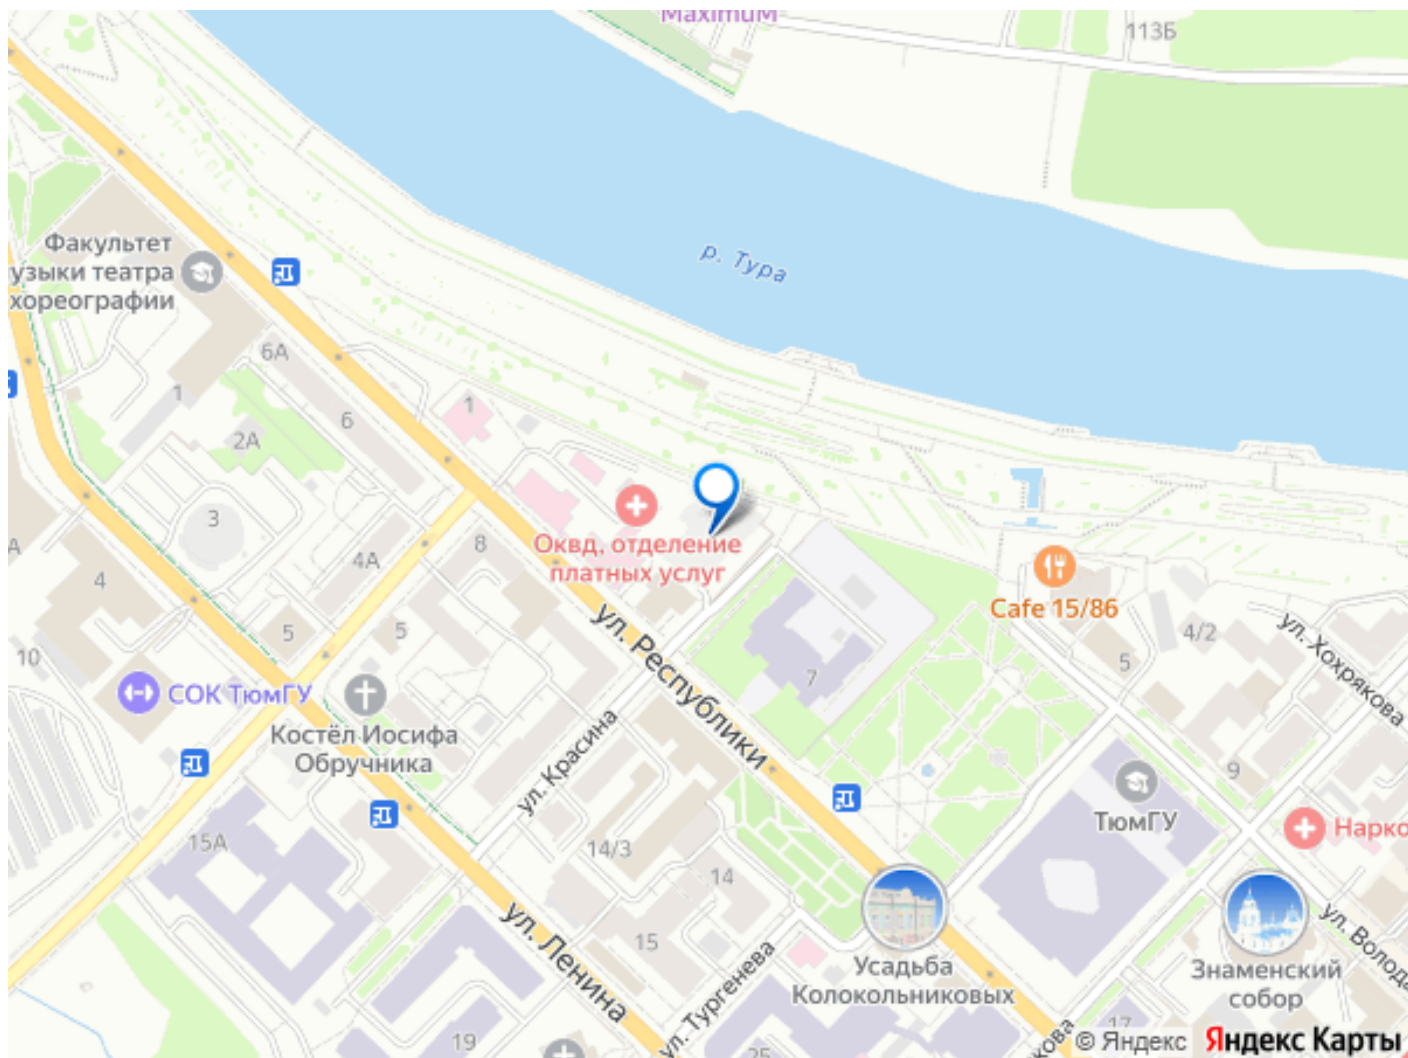 MaximuM
113Б
р. Тура
Факультет
узыки театра
хореографии
6А
1
1
6
2А
3
4А
8
А
4
5
5
10
Оквд, отделение
платных услуг
Cafe 15/86
4/2
5
ул. Хохрякова
ул. Республики
7
СОК ТюмГУ
Костёл Иосифа
Обручника
ул. Красина
9
ТюмГУ
Нарко
15А
14/3
14
15
ул. Ленина
ул. Тургенева
Усадьба
Колокольниковых
Знаменский
собор
ул. Волода
19
25
17
кова
© Яндекс
Яндекс Карты